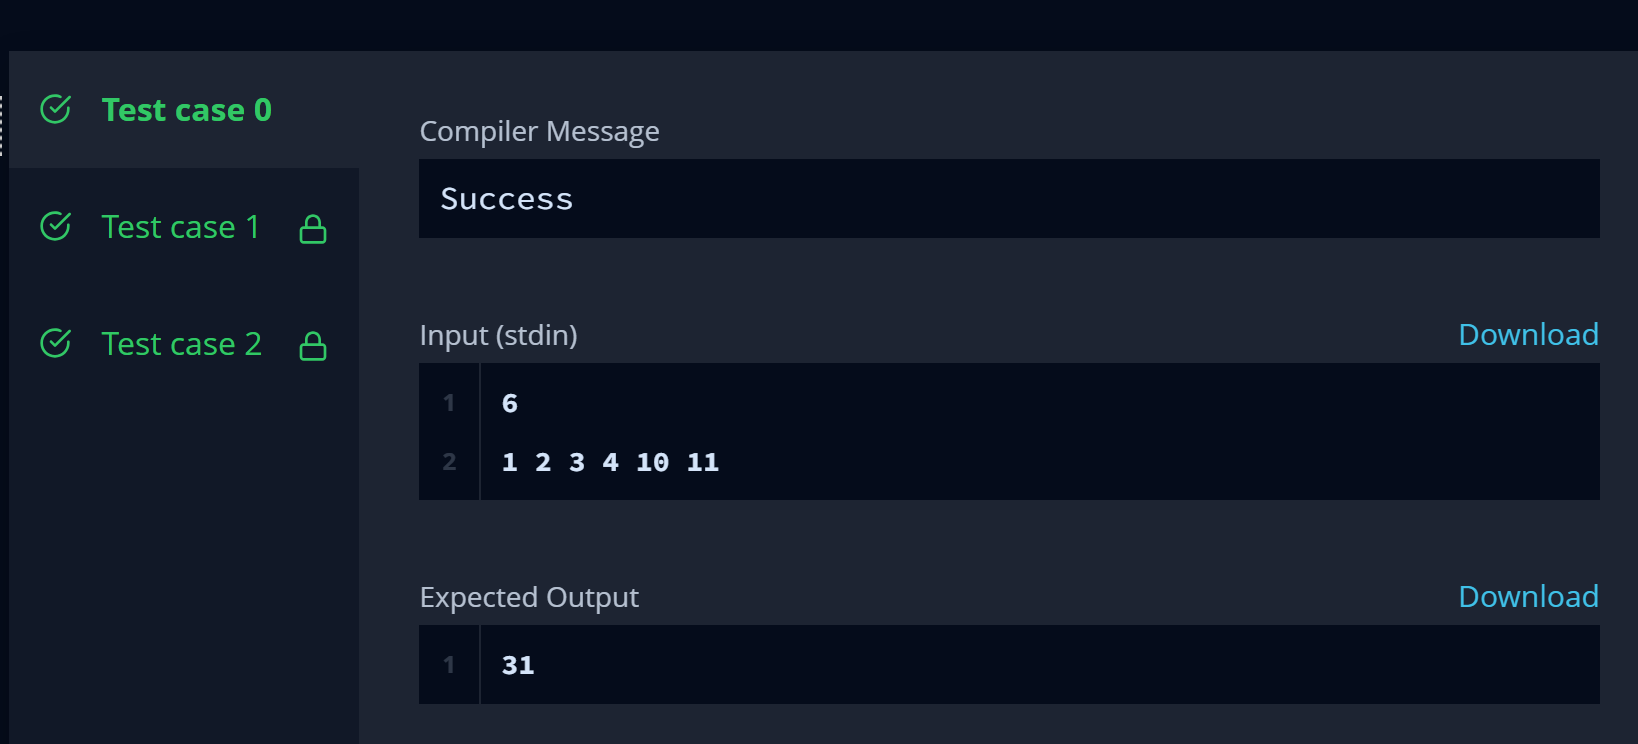 Test case 0
Test case 1
Test case 2
Compiler Message
Success
Input (stdin)
Download
1 6
2 1 2 3 4 10 11
Expected Output
Download
1 31